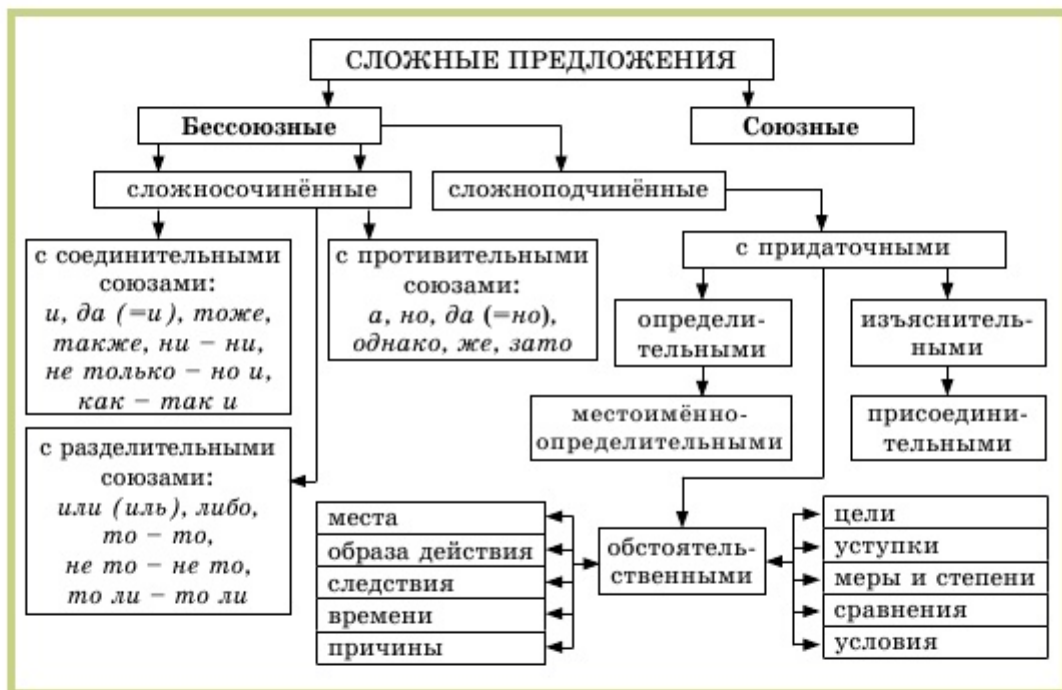 СЛОЖНЫЕ ПРЕДЛОЖЕНИЯ
Бессоюзные
Союзные
сложносочинённые
сложноподчинённые
с соединительными
союзами:
и, да (=и), тоже,
также, ни – ни,
не только – но и,
как – так и
с противительными
союзами:
а, но, да (=но),
однако, же, зато
с разделительными
союзами:
или (иль), либо,
то – то,
не то – не то,
то ли – то ли
с придаточными
определи-
тельными
изъяснитель-
ными
местоимённо-
определительными
присоедини-
тельными
обстоятель-
ственными
места
образа действия
следствия
времени
причины
цели
уступки
меры и степени
сравнения
условия